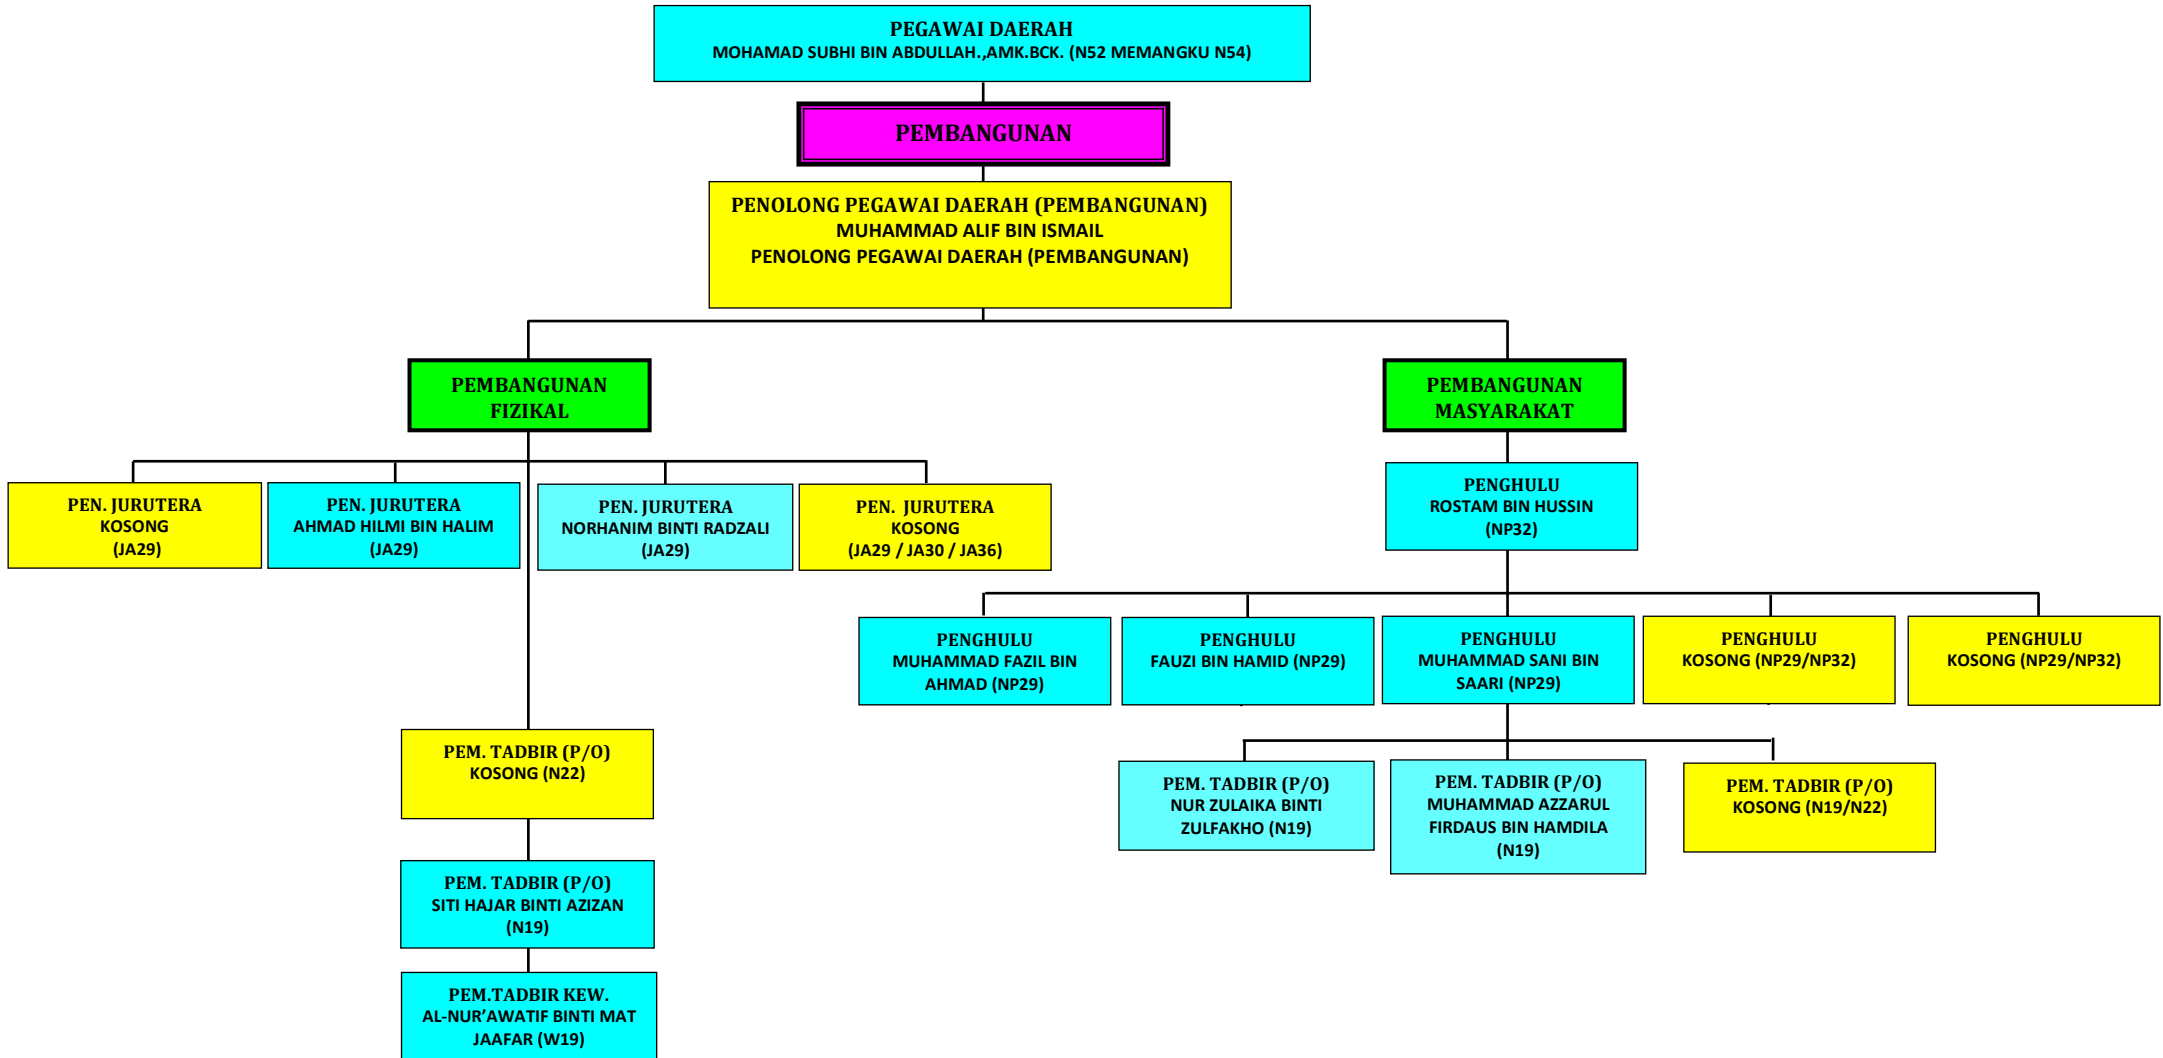 PEGAWAI DAERAH
MOHAMAD SUBHI BIN ABDULLAH.,AMK.BCK. (N52 MEMANGKU N54)
PEMBANGUNAN
PENOLONG PEGAWAI DAERAH (PEMBANGUNAN)
MUHAMMAD ALIF BIN ISMAIL
PENOLONG PEGAWAI DAERAH (PEMBANGUNAN)
PEMBANGUNAN
FIZIKAL
PEMBANGUNAN
MASYARAKAT
PEN. JURUTERA
KOSONG
(JA29)
PEN. JURUTERA
AHMAD HILMI BIN HALIM
(JA29)
PEN. JURUTERA
NORHANIM BINTI RADZALI
(JA29)
PEN. JURUTERA
KOSONG
(JA29 / JA30 / JA36)
PENGHULU
ROSTAM BIN HUSSIN
(NP32)
PENGHULU
MUHAMMAD FAZIL BIN
AHMAD (NP29)
PENGHULU
FAUZI BIN HAMID (NP29)
PENGHULU
MUHAMMAD SANI BIN
SAARI (NP29)
PENGHULU
KOSONG (NP29/NP32)
PENGHULU
KOSONG (NP29/NP32)
PEM. TADBIR (P/O)
KOSONG (N22)
PEM. TADBIR (P/O)
NUR ZULAIKA BINTI
ZULFAKHO (N19)
PEM. TADBIR (P/O)
MUHAMMAD AZZARUL
FIRDAUS BIN HAMDILA
(N19)
PEM. TADBIR (P/O)
KOSONG (N19/N22)
PEM. TADBIR (P/O)
SITI HAJAR BINTI AZIZAN
(N19)
PEM.TADBIR KEW.
AL-NUR’AWATIF BINTI MAT
JAAFAR (W19)